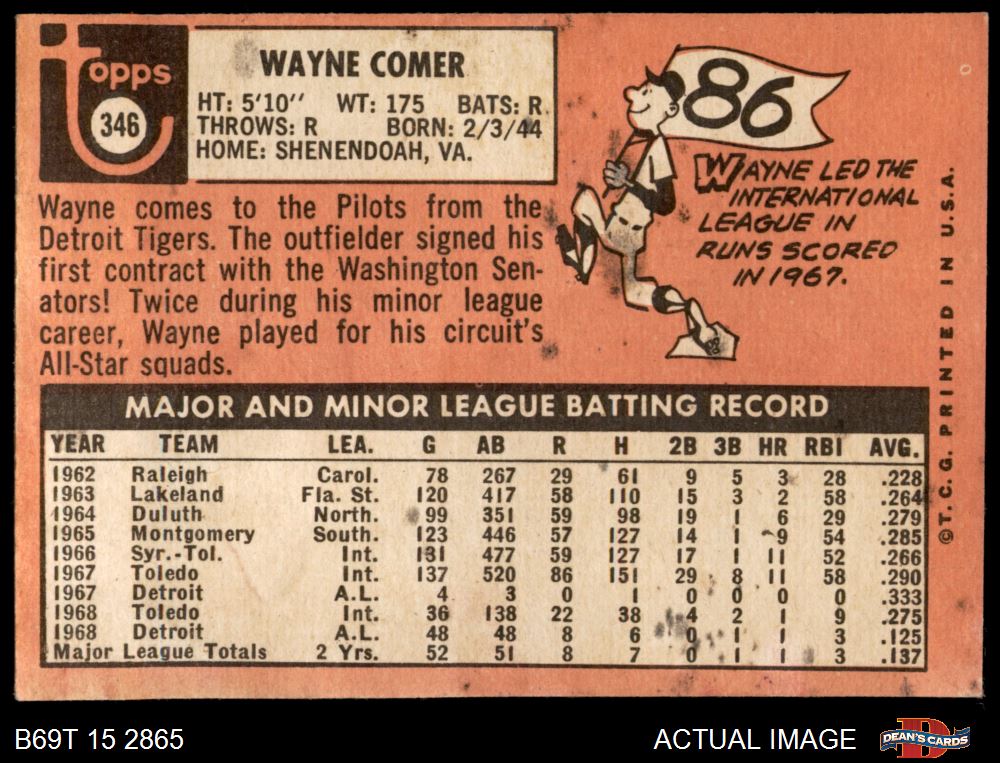 Topps
346
WAYNE COMER
HT: 5'10'' WT: 175 BATS: R
THROWS: R BORN: 2/3/44
HOME: SHENENDOAH, VA.
86
WAYNE LED THE
INTERNATIONAL
LEAGUE IN
RUNS SCORED
IN 1967.
Wayne comes to the Pilots from the
Detroit Tigers. The outfielder signed his
first contract with the Washington Sen-
ators! Twice during his minor league
career, Wayne played for his circuit's
All-Star squads.
MAJOR AND MINOR LEAGUE BATTING RECORD
YEAR TEAM LEA. G AB R H 2B 3B HR RBI AVG.
1962 Raleigh Carol. 78 267 29 61 9 5 3 28 .228
1963 Lakeland Fla. St. 120 417 58 110 15 3 2 58 .264
1964 Duluth North. 99 351 59 98 19 1 6 29 .279
1965 Montgomery South. 123 446 57 127 14 1 9 54 .285
1966 Syr.-Tol. Int. 131 477 59 127 17 1 11 52 .266
1967 Toledo Int. 137 520 86 151 29 8 11 58 .290
1967 Detroit A.L. 4 3 0 1 0 0 0 0 .333
1968 Toledo Int. 36 138 22 38 4 2 1 9 .275
1968 Detroit A.L. 48 48 8 6 0 1 1 3 .125
Major League Totals 2 Yrs. 52 51 8 7 0 1 1 3 .137
©T. C. G. PRINTED IN U.S.A.
B69T 15 2865
ACTUAL IMAGE
D
DEAN'S CARDS